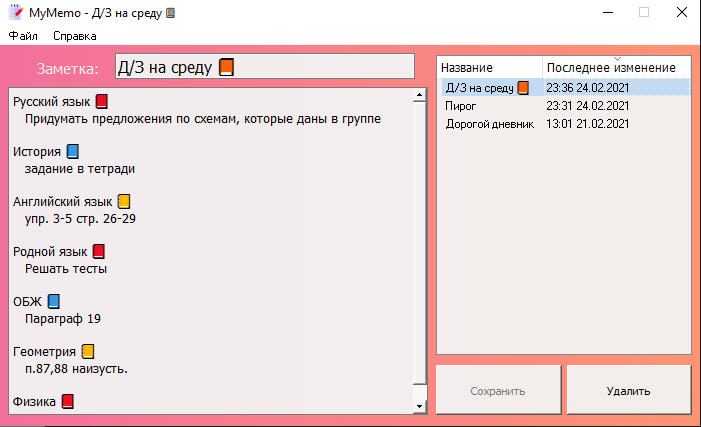 MyMemo - Д/З на среду
Файл Справка
Заметка: Д/З на среду
Русский язык
Придумать предложения по схемам, которые даны в группе
История
задание в тетради
Английский язык
упр. 3-5 стр. 26-29
Родной язык
Решать тесты
ОБЖ
Параграф 19
Геометрия
п.87,88 наизусть.
Физика
Название Последнее изменение
Д/З на среду 23:36 24.02.2021
Пирог 23:31 24.02.2021
Дорогой дневник 13:01 21.02.2021
Сохранить Удалить